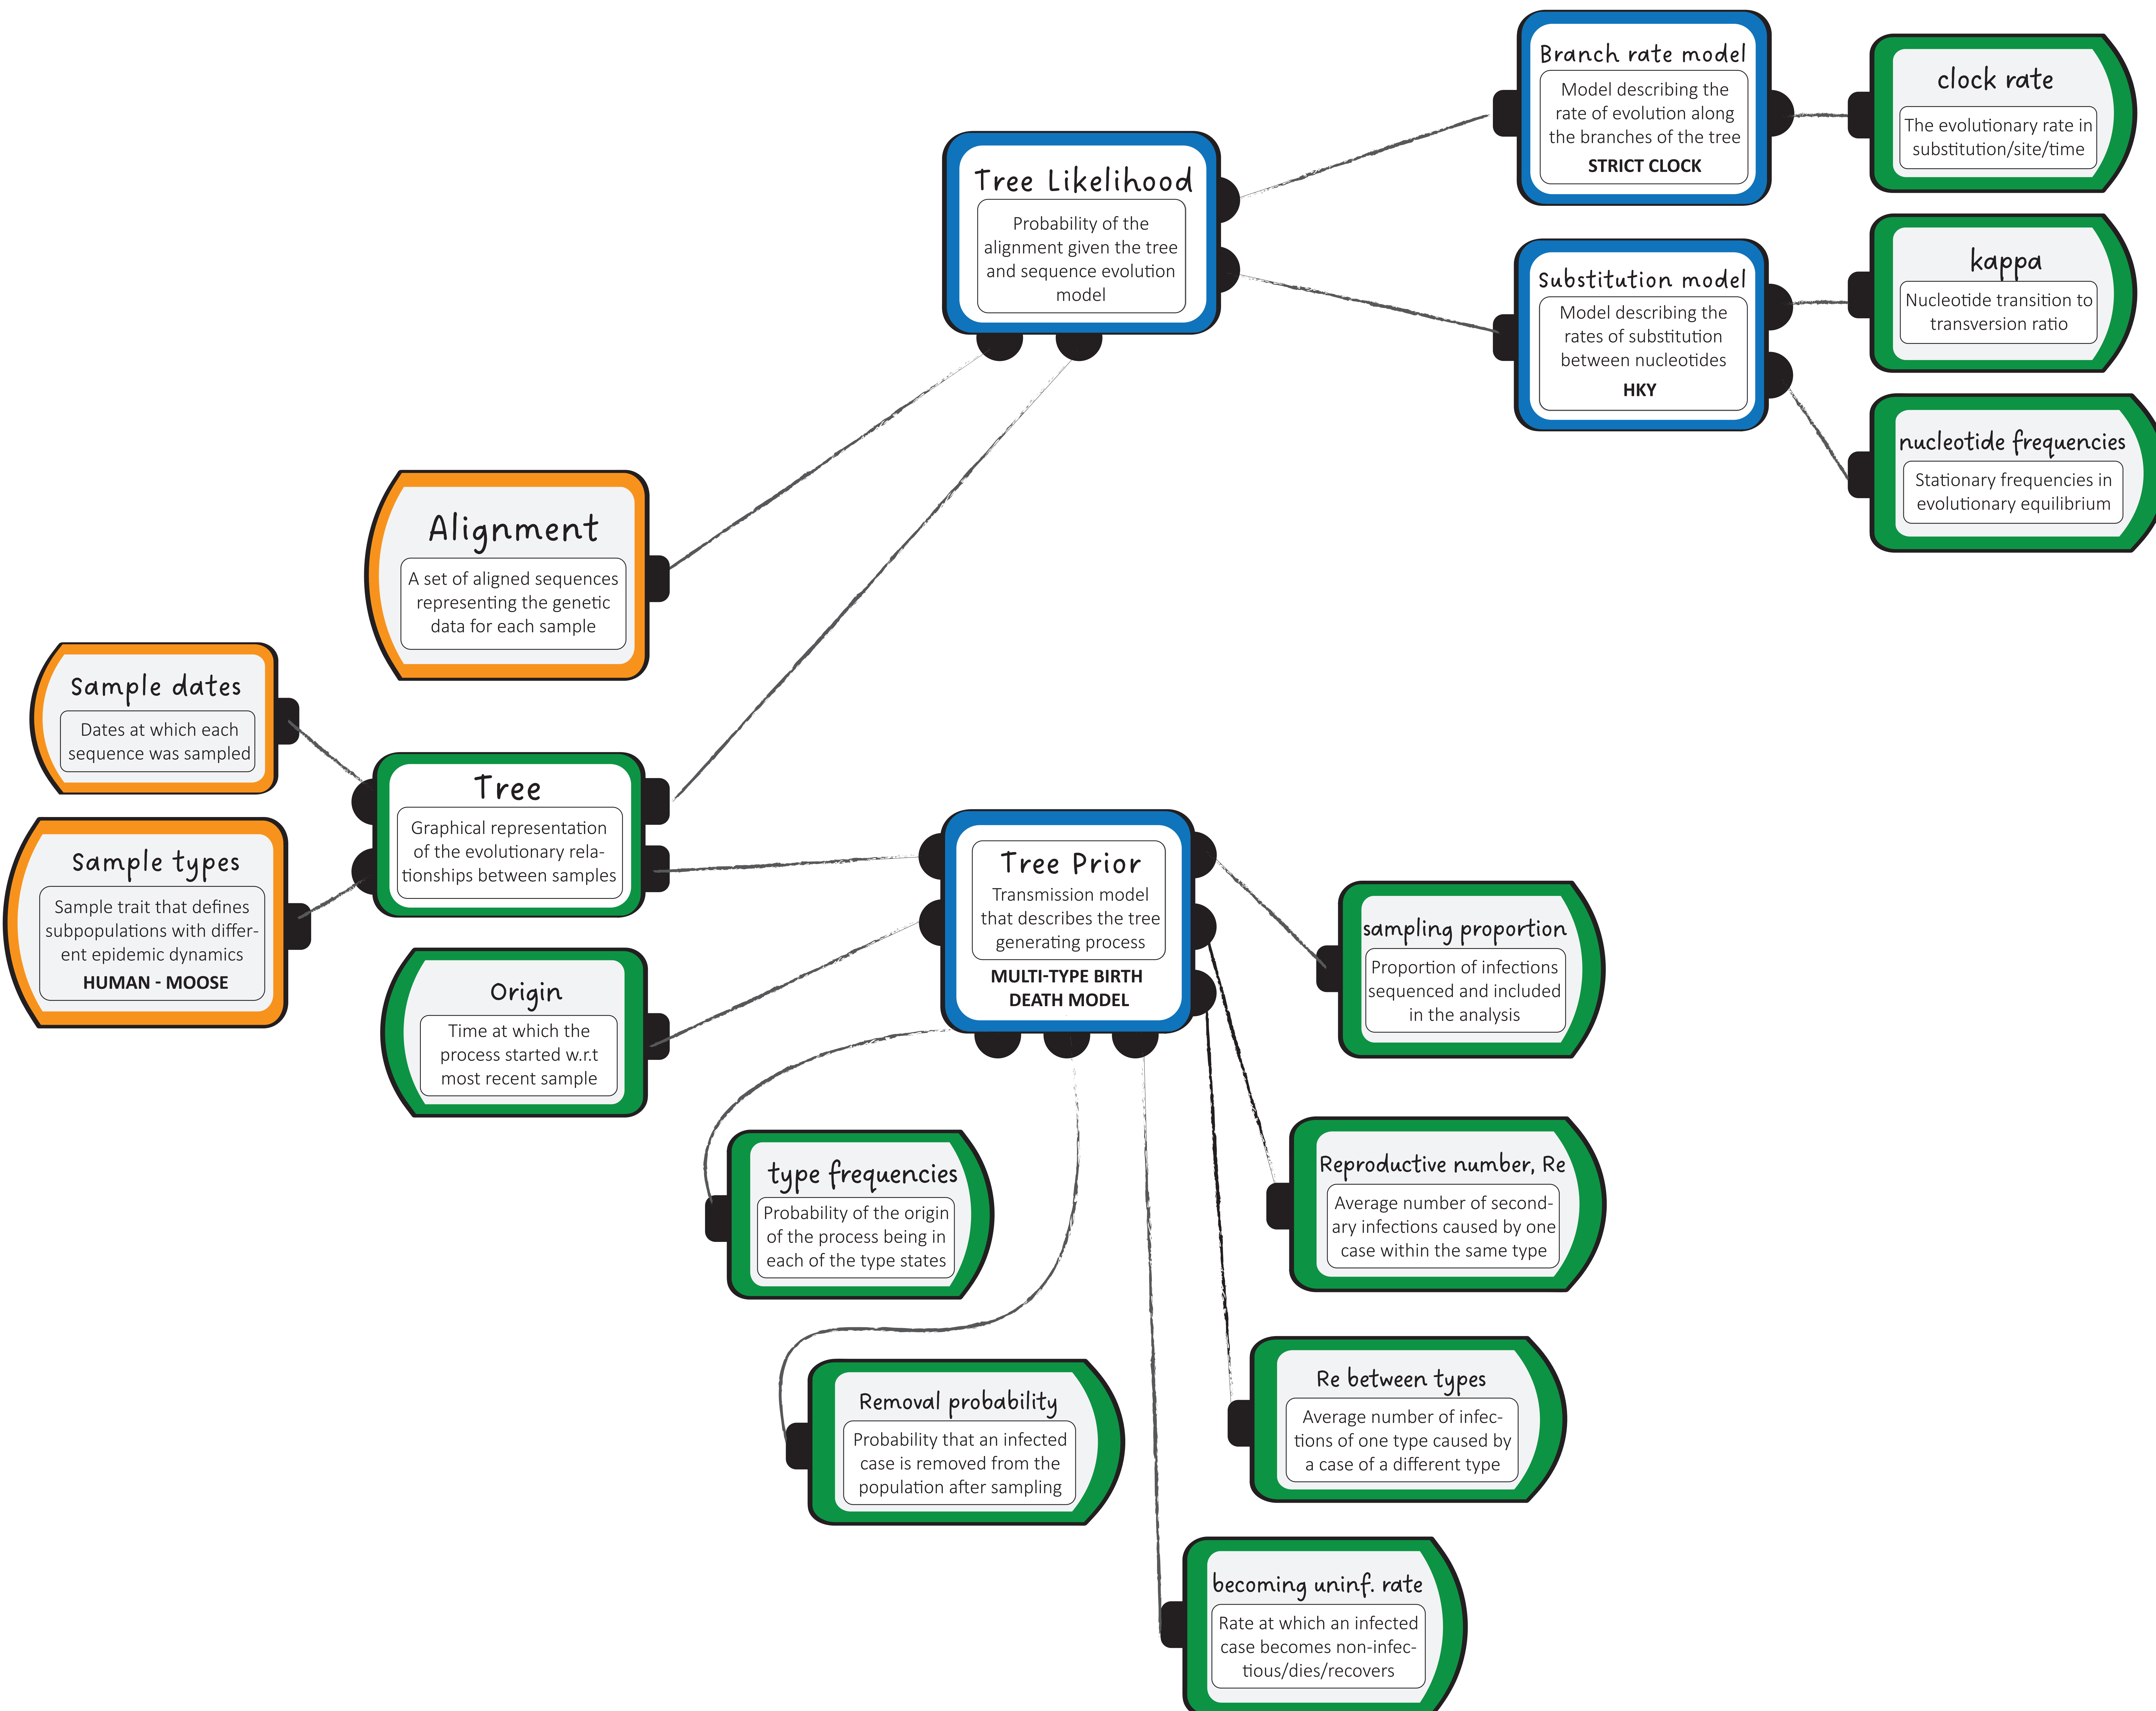 Branch rate model
Model describing the
rate of evolution along
the branches of the tree
STRICT CLOCK
clock rate
The evolutionary rate in
substitution/site/time
Tree Likelihood
Probability of the
alignment given the tree
and sequence evolution
model
Substitution model
Model describing the
rates of substitution
between nucleotides
HKY
kappa
Nucleotide transition to
transversion ratio
nucleotide frequencies
Stationary frequencies in
evolutionary equilibrium
Alignment
A set of aligned sequences
representing the genetic
data for each sample
Sample dates
Dates at which each
sequence was sampled
Tree
Graphical representation
of the evolutionary rela-
tionships between samples
Sample types
Sample trait that defines
subpopulations with differ-
ent epidemic dynamics
HUMAN - MOOSE
Origin
Time at which the
process started w.r.t
most recent sample
Tree Prior
Transmission model
that describes the tree
generating process
MULTI-TYPE BIRTH
DEATH MODEL
sampling proportion
Proportion of infections
sequenced and included
in the analysis
type frequencies
Probability of the origin
of the process being in
each of the type states
Reproductive number, Re
Average number of second-
ary infections caused by one
case within the same type
Removal probability
Probability that an infected
case is removed from the
population after sampling
Re between types
Average number of infec-
tions of one type caused by
a case of a different type
becoming uninf. rate
Rate at which an infected
case becomes non-infec-
tious/dies/recovers